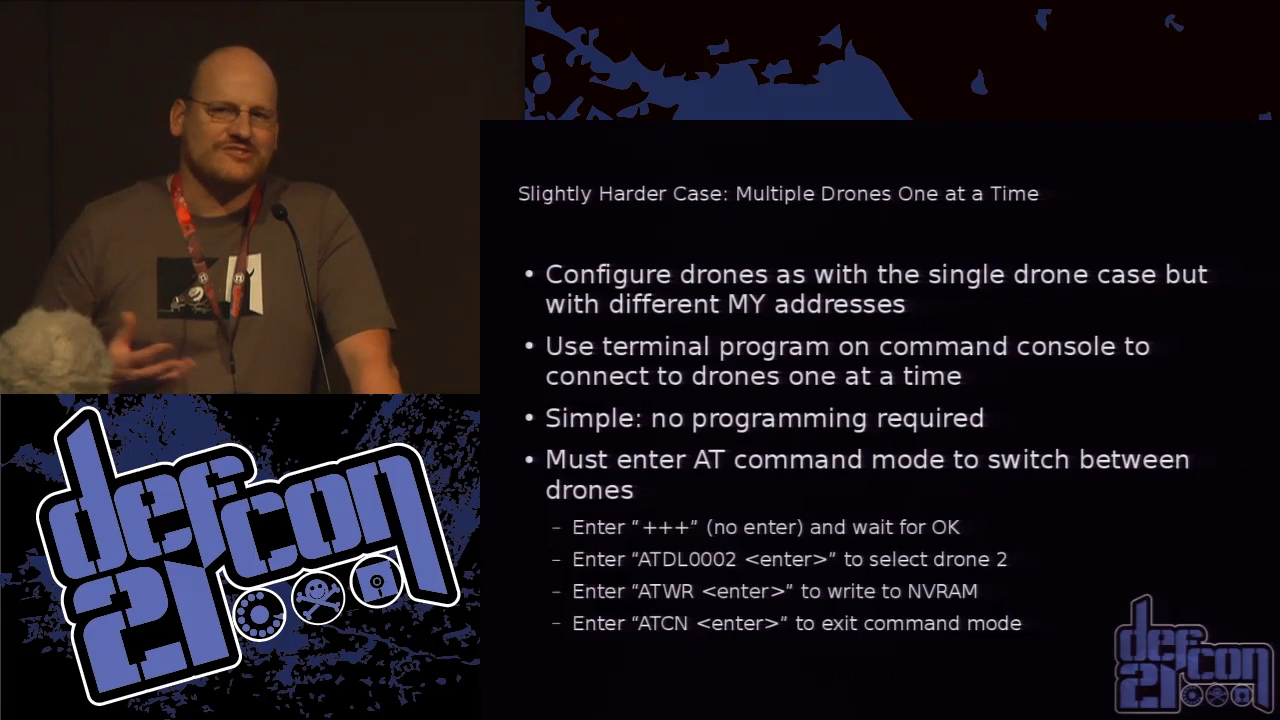 Slightly Harder Case: Multiple Drones One at a Time
• Configure drones as with the single drone case but
with different MY addresses
• Use terminal program on command console to
connect to drones one at a time
• Simple: no programming required
• Must enter AT command mode to switch between
drones
– Enter “+++” (no enter) and wait for OK
– Enter “ATDL0002 <enter>” to select drone 2
– Enter “ATWR <enter>” to write to NVRAM
– Enter “ATCN <enter>” to exit command mode
defcon
21
defcon
21